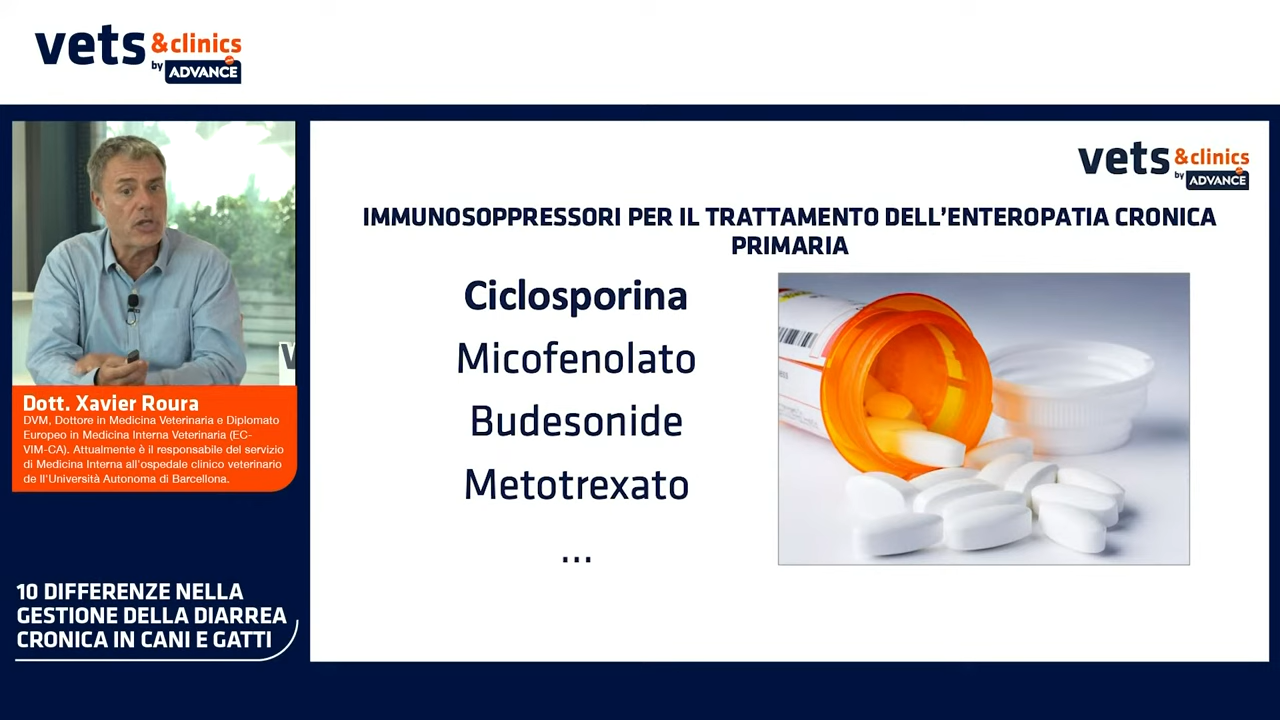 vets &clinics
by ADVANCE
vets &clinics
by ADVANCE
IMMUNOSOPPRESSORI PER IL TRATTAMENTO DELL'ENTEROPATIA CRONICA
PRIMARIA
Ciclosporina
Micofenolato
Budesonide
Metotrexato
...
Dott. Xavier Roura
DVM, Dottore in Medicina Veterinaria e Diplomato
Europeo in Medicina Interna Veterinaria (EC-
VIM-CA). Attualmente è il responsabile del servizio
di Medicina Interna all'ospedale clinico veterinario
de ll'Università Autonoma di Barcellona.
10 DIFFERENZE NELLA
GESTIONE DELLA DIARREA
CRONICA IN CANI E GATTI